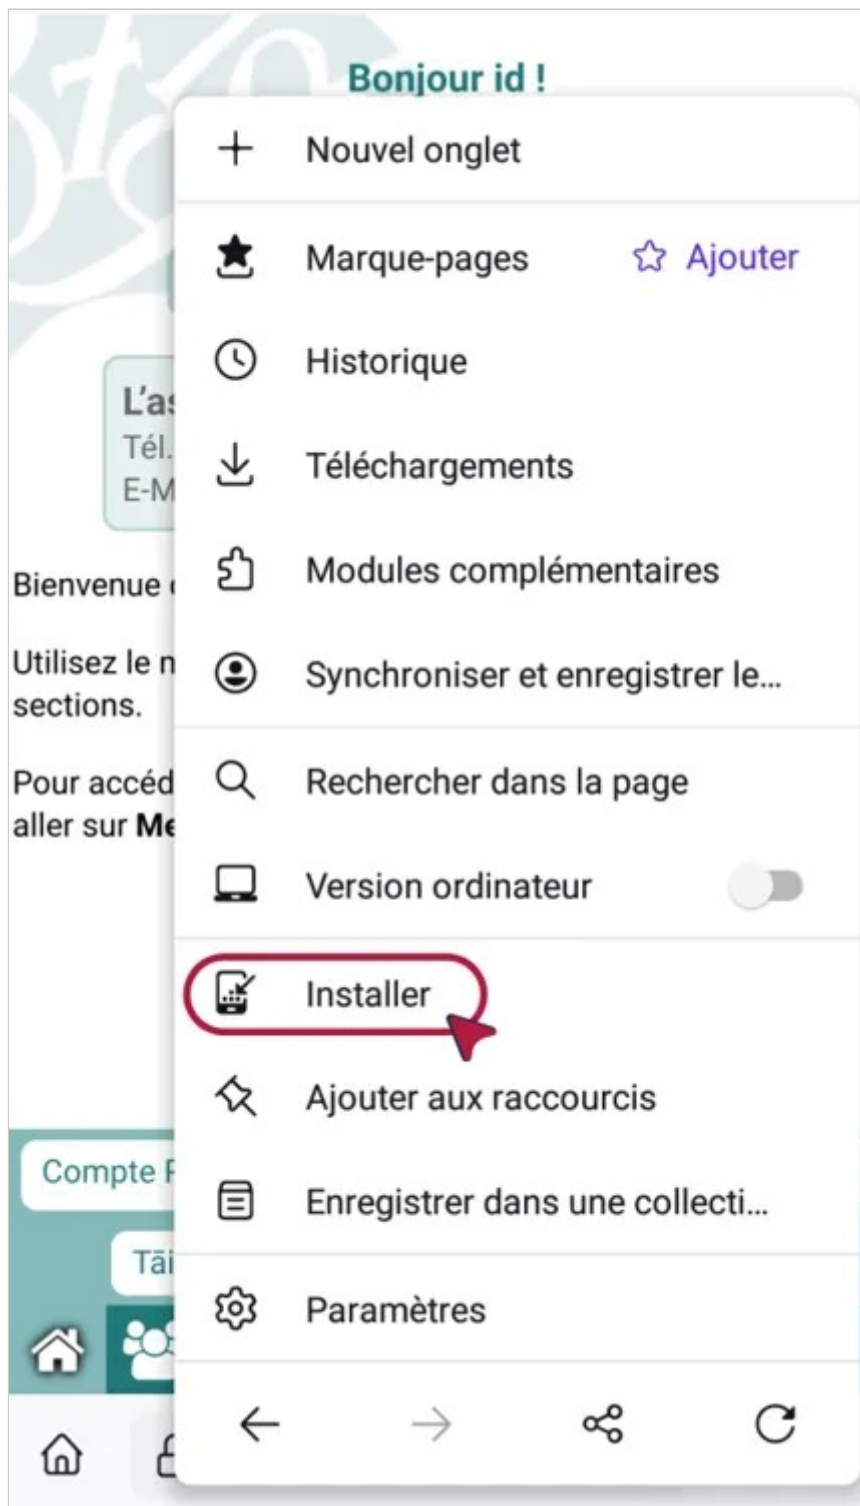 Bonjour id !
Nouvel onglet
Marque-pages
Ajouter
Historique
L'as
Tél.
E-M
Téléchargements
Modules complémentaires
Bienvenue
Utilisez le
Synchroniser et enregistrer le...
sections.
Pour accéd
Rechercher dans la page
aller sur Me
Version ordinateur
Installer
Ajouter aux raccourcis
Compte
Enregistrer dans une collecti...
Tāi
Paramètres